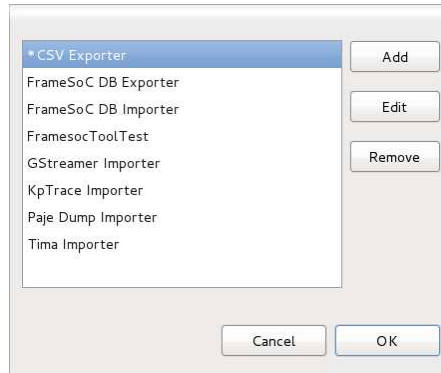 * CSV Exporter
FrameSoC DB Exporter
FrameSoC DB Importer
FramesocToolTest
GStreamer Importer
KpTrace Importer
Paje Dump Importer
Tima Importer
Add
Edit
Remove
Cancel
OK